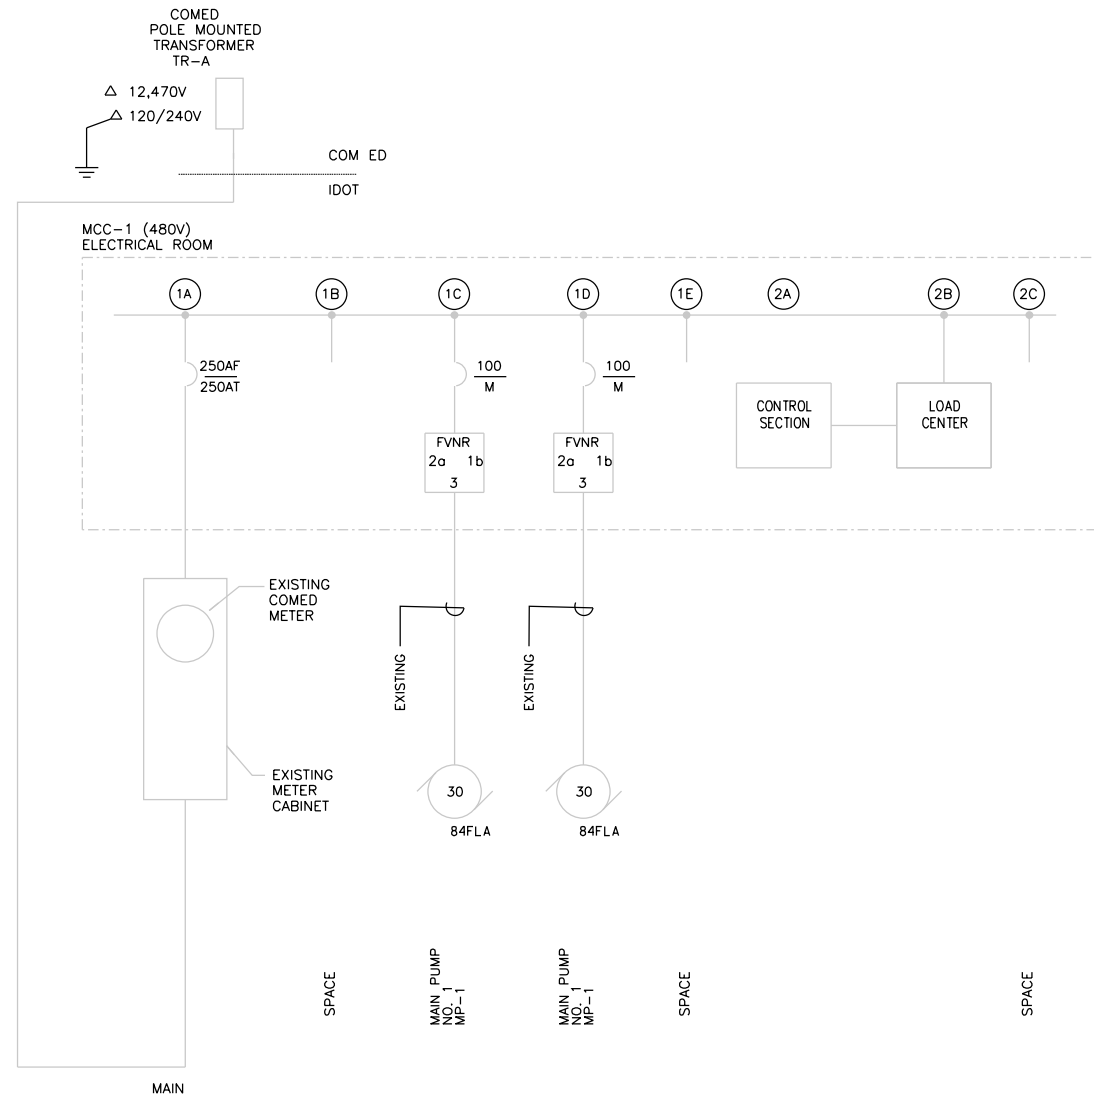 COMED
POLE MOUNTED
TRANSFORMER
TR-A
△ 12,470V
△ 120/240V
COM ED
IDOT
MCC-1 (480V)
ELECTRICAL ROOM
1A
1B
1C
1D
1E
2A
2B
2C
250AF
250AT
100
M
100
M
CONTROL
SECTION
LOAD
CENTER
FVNR
2a 1b
3
FVNR
2a 1b
3
EXISTING
COMED
METER
EXISTING
EXISTING
EXISTING
METER
CABINET
30
84FLA
30
84FLA
SPACE
MAIN PUMP
NO. 1
MP-1
MAIN PUMP
NO. 1
MP-1
SPACE
SPACE
MAIN